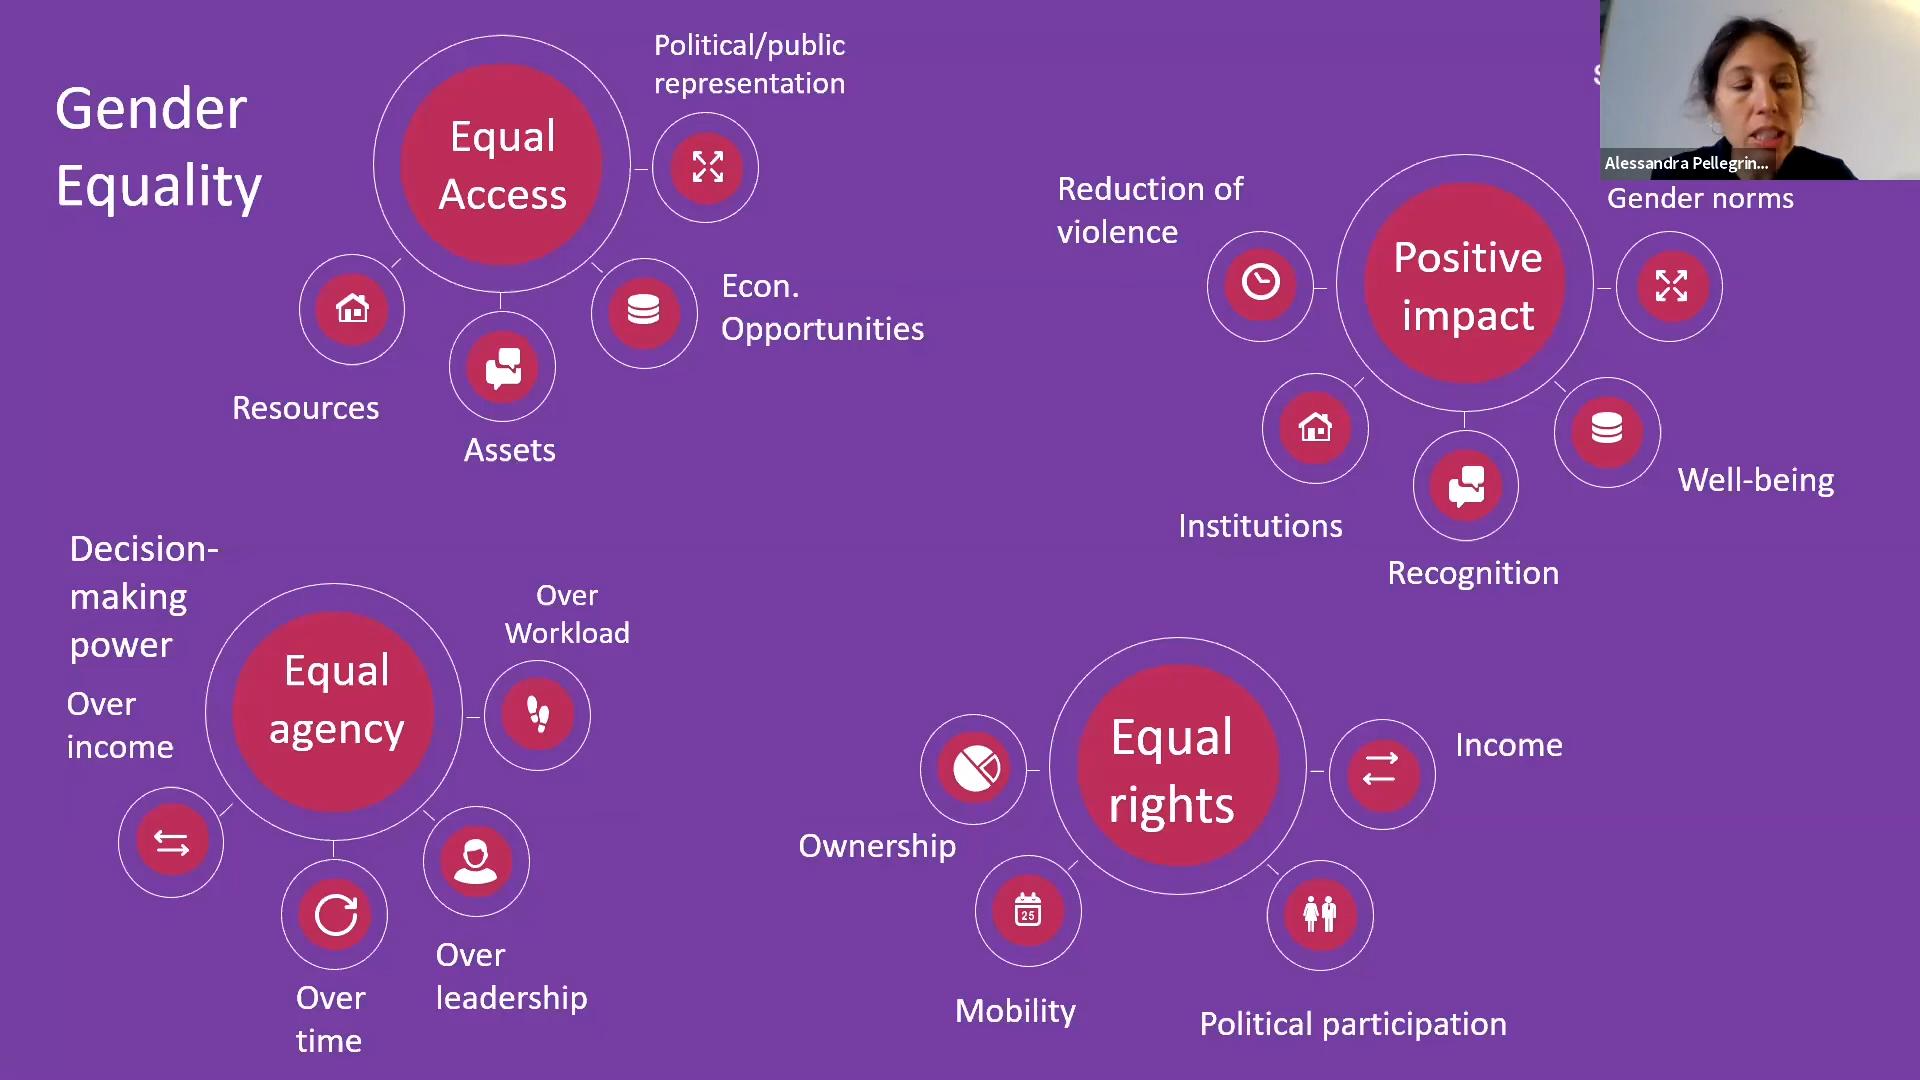 Gender
Equality
Equal
Access
Political/public
representation
Econ.
Opportunities
Assets
Resources
Positive
impact
Reduction of
violence
Alessandra Pellegrin...
Gender norms
Well-being
Recognition
Institutions
Decision-
making
power
Equal
agency
Over
income
Over
Workload
Over
leadership
Over
time
Equal
rights
Ownership
Income
Mobility
25
Political participation